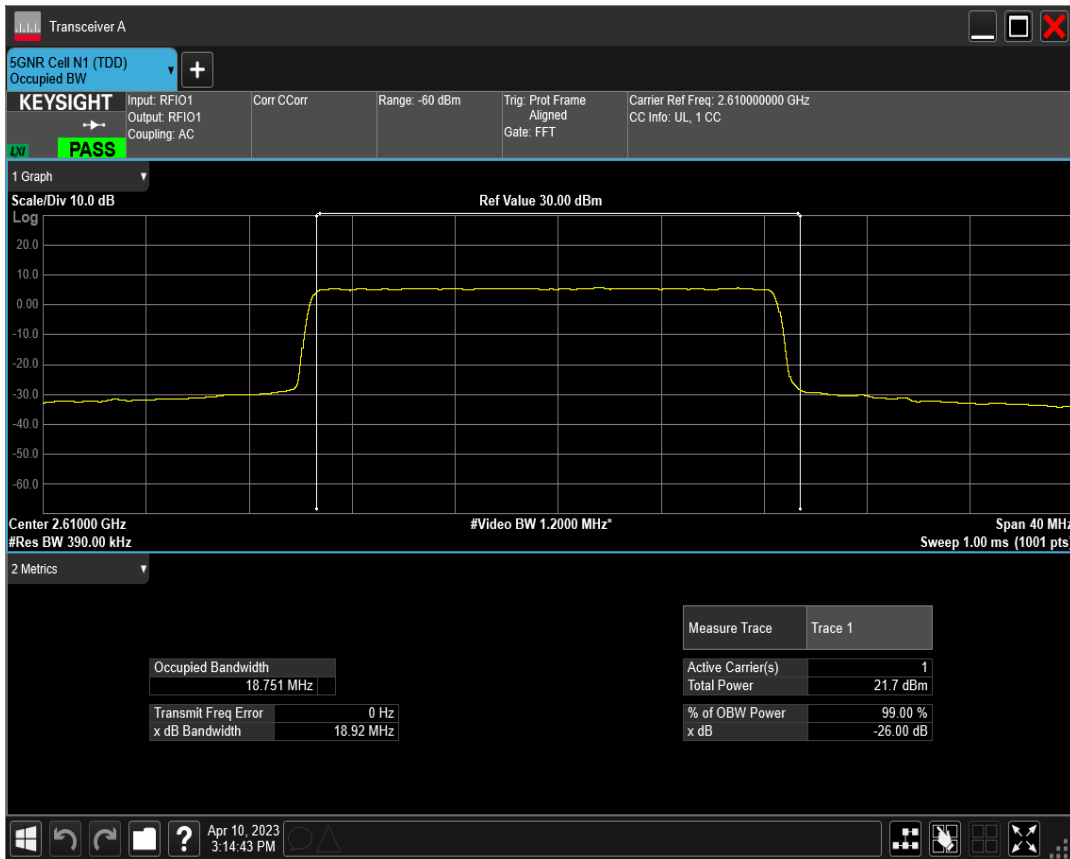 Transceiver A
5GNR Cell N1 (TDD)
Occupied BW
+
KEYSIGHT
LXI
PASS
Input: RFIO1
Output: RFIO1
Coupling: AC
Corr CCorr
Range: -60 dBm
Trig: Prot Frame
Aligned
Gate: FFT
Carrier Ref Freq: 2.610000000 GHz
CC Info: UL, 1 CC
1 Graph
Scale/Div 10.0 dB
Ref Value 30.00 dBm
Log
20.0
10.0
0.00
-10.0
-20.0
-30.0
-40.0
-50.0
-60.0
Center 2.61000 GHz
#Video BW 1.2000 MHz*
Span 40 MHz
#Res BW 390.00 kHz
Sweep 1.00 ms (1001 pts)
2 Metrics
Measure Trace Trace 1
Occupied Bandwidth
18.751 MHz
Active Carrier(s) 1
Total Power 21.7 dBm
Transmit Freq Error 0 Hz
x dB Bandwidth 18.92 MHz
% of OBW Power 99.00 %
x dB -26.00 dB
?
Apr 10, 2023
3:14:43 PM